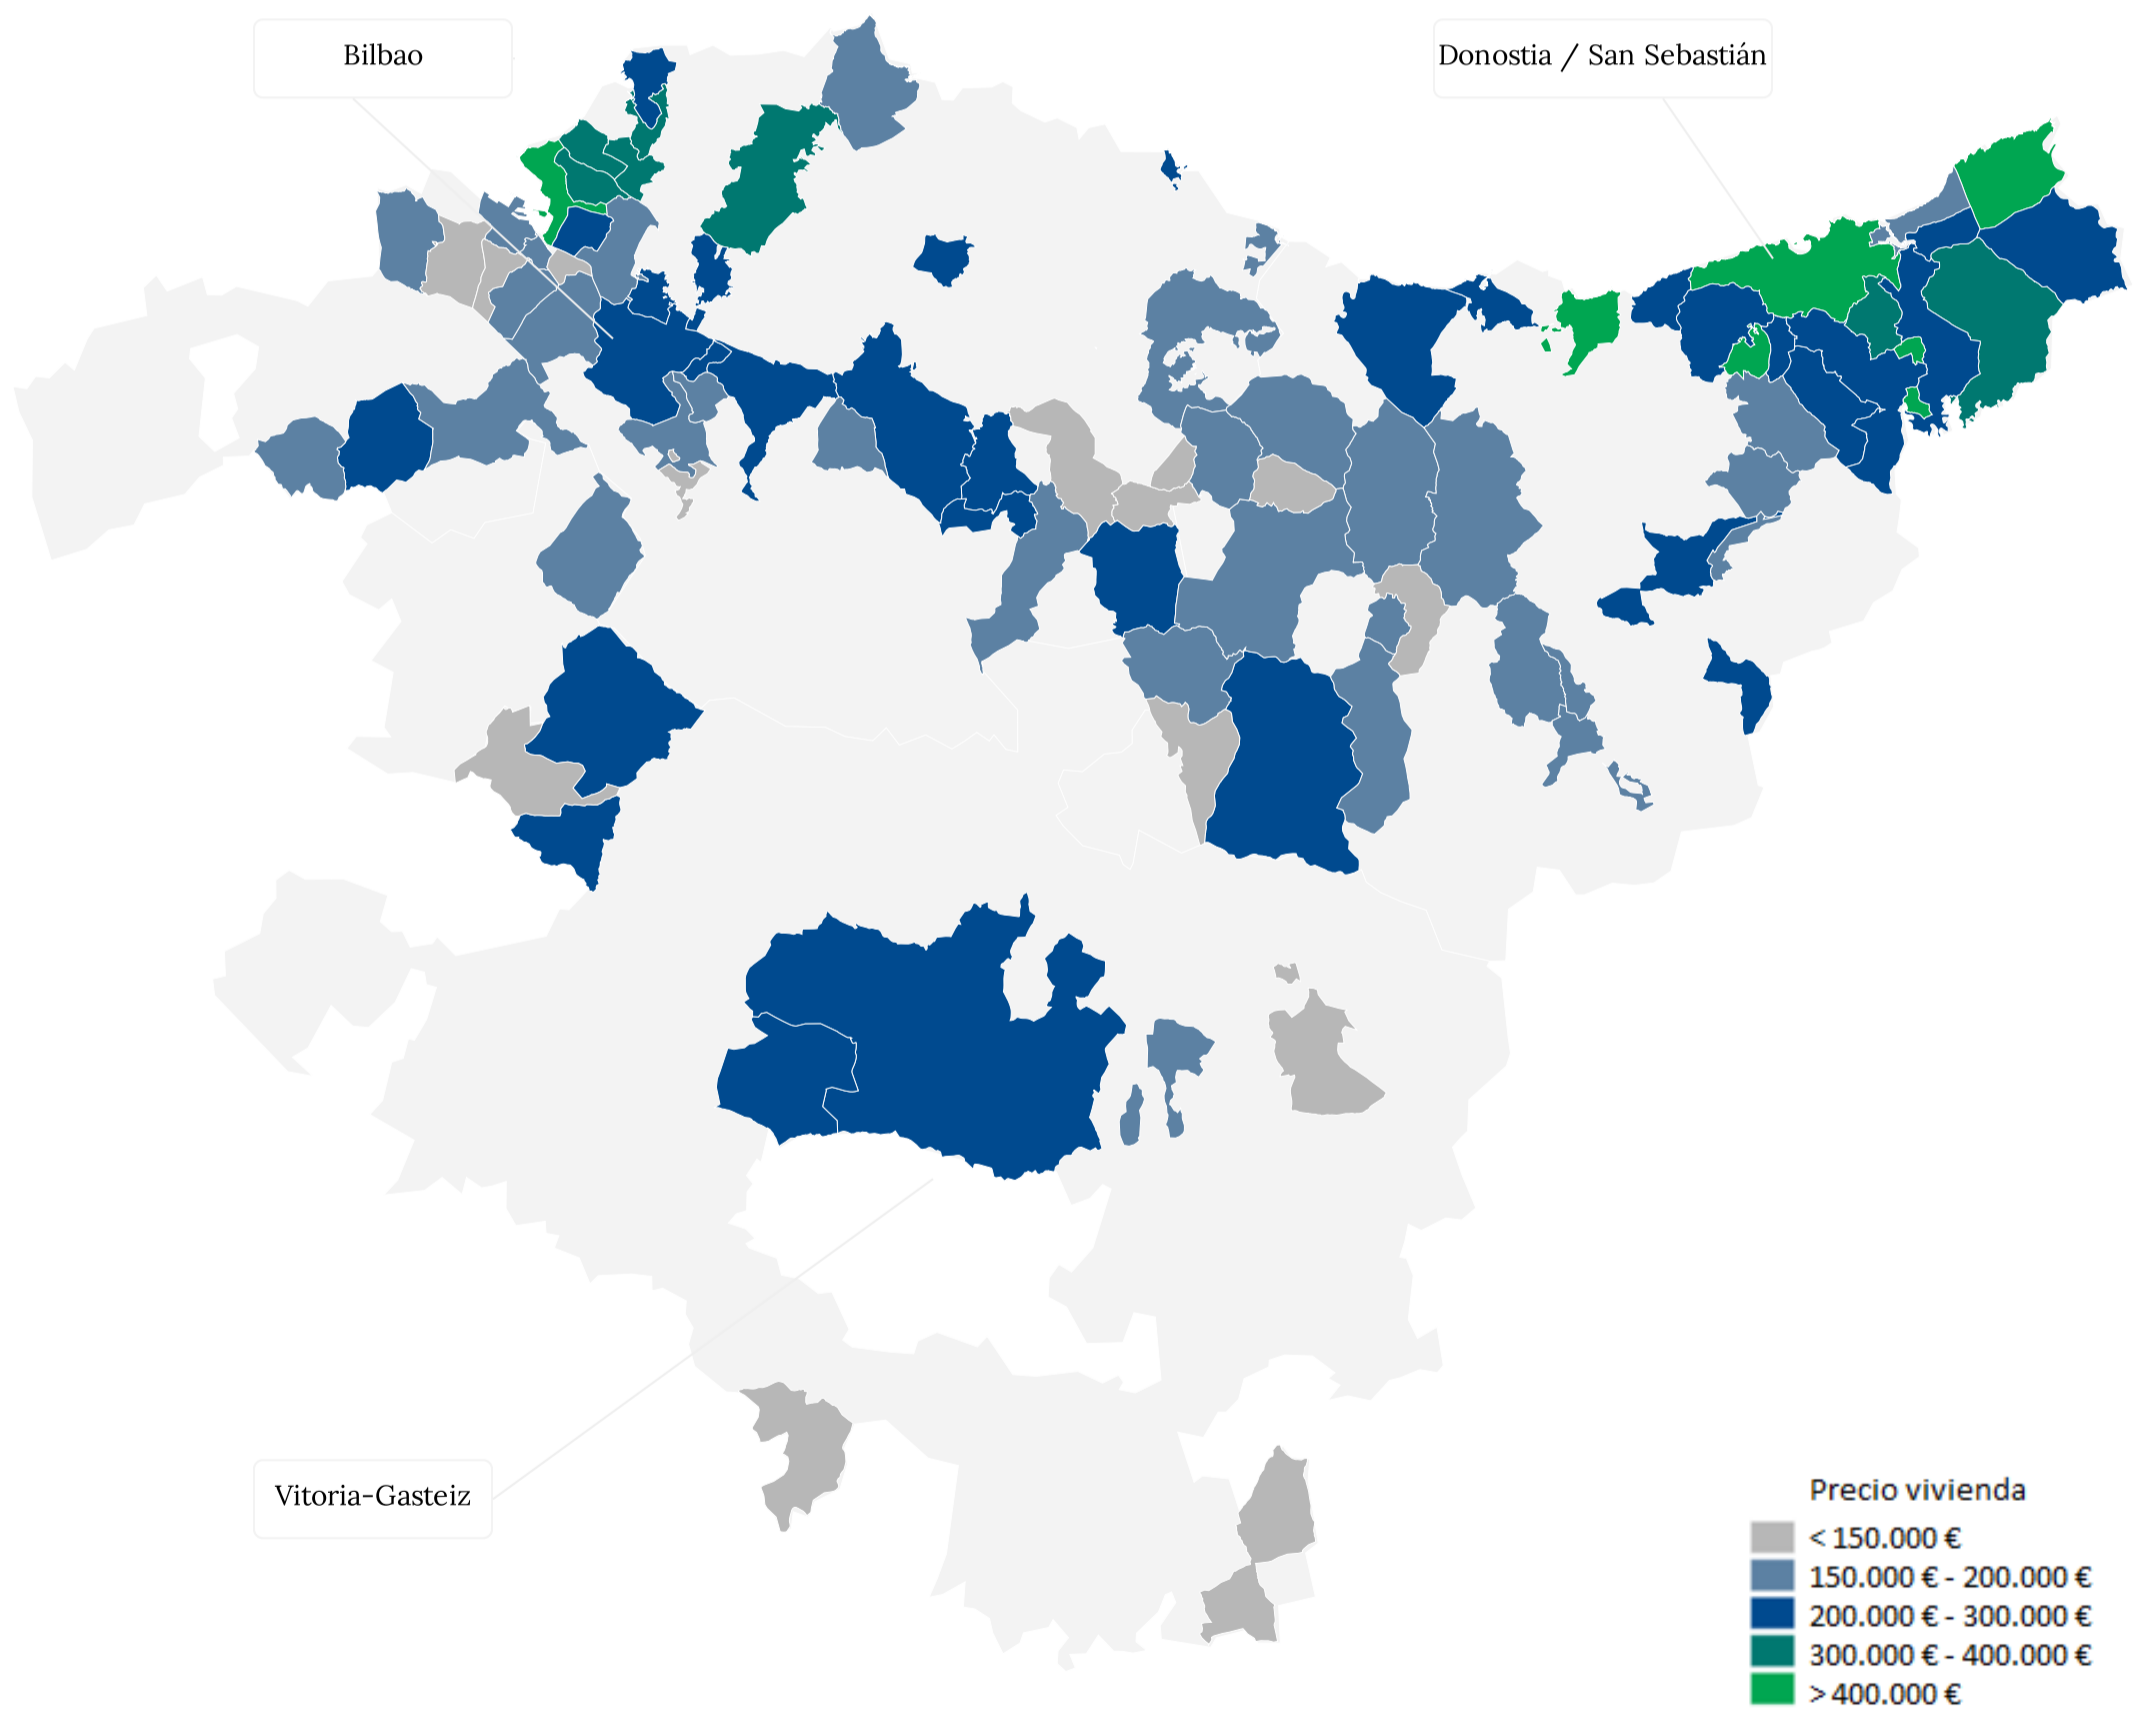 Bilbao
Donostia / San Sebastián
Vitoria-Gasteiz
Precio vivienda
< 150.000 €
150.000 € - 200.000 €
200.000 € - 300.000 €
300.000 € - 400.000 €
> 400.000 €